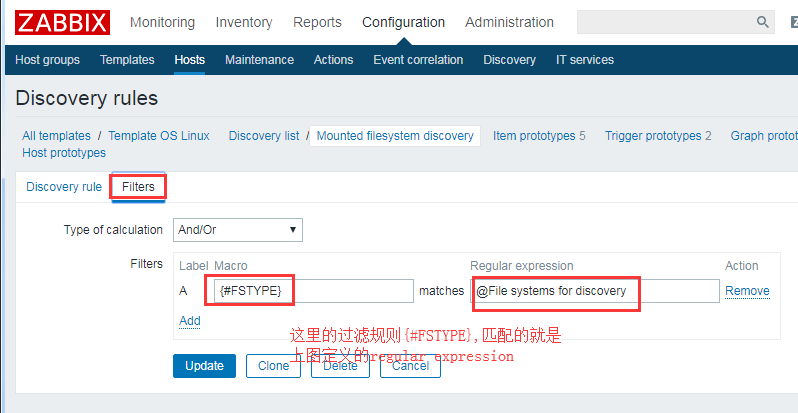 ZABBIX Monitoring Inventory Reports Configuration Administration
Host groups Templates Hosts Maintenance Actions Event correlation Discovery IT services
Discovery rules
All templates / Template OS Linux Discovery list / Mounted filesystem discovery Item prototypes 5 Trigger prototypes 2 Graph protot
Host prototypes
Discovery rule Filters
Type of calculation And/Or
Filters Label Macro Regular expression Action
A {#FSTYPE} matches @File systems for discovery Remove
Add
这里的过滤规则{#FSTYPE},匹配的就是
上图定义的regular expression
Update Clone Delete Cancel